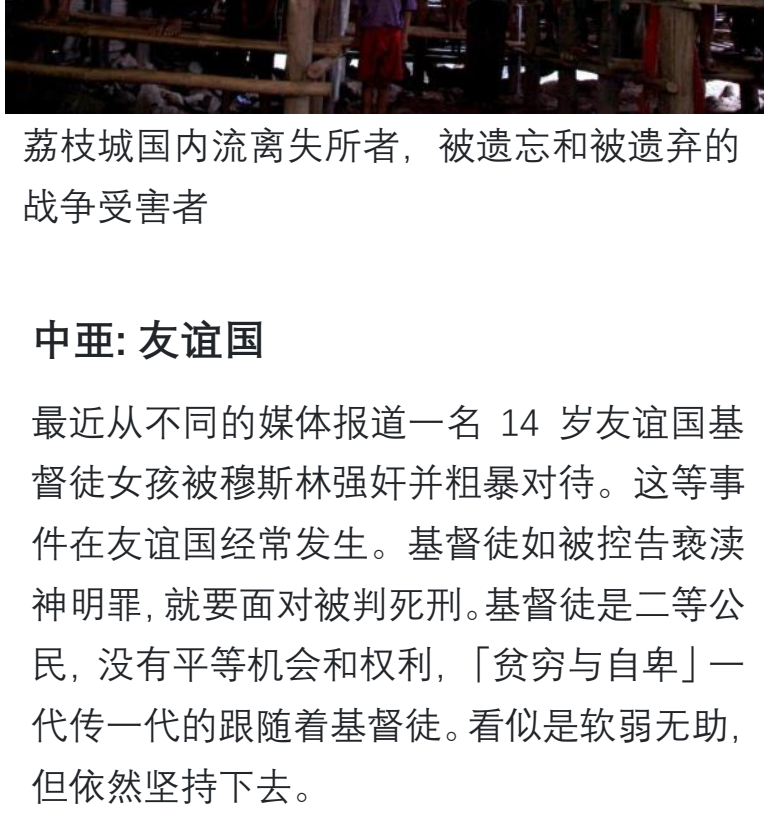 荔枝城国内流离失所者，被遗忘和被遗弃的
战争受害者
中亜: 友谊国
最近从不同的媒体报道一名 14 岁友谊国基
督徒女孩被穆斯林强奸并粗暴对待。这等事
件在友谊国经常发生。基督徒如被控告亵渎
神明罪，就要面对被判死刑。基督徒是二等公
民，没有平等机会和权利，「贫穷与自卑」一
代传一代的跟随着基督徒。看似是软弱无助，
但依然坚持下去。